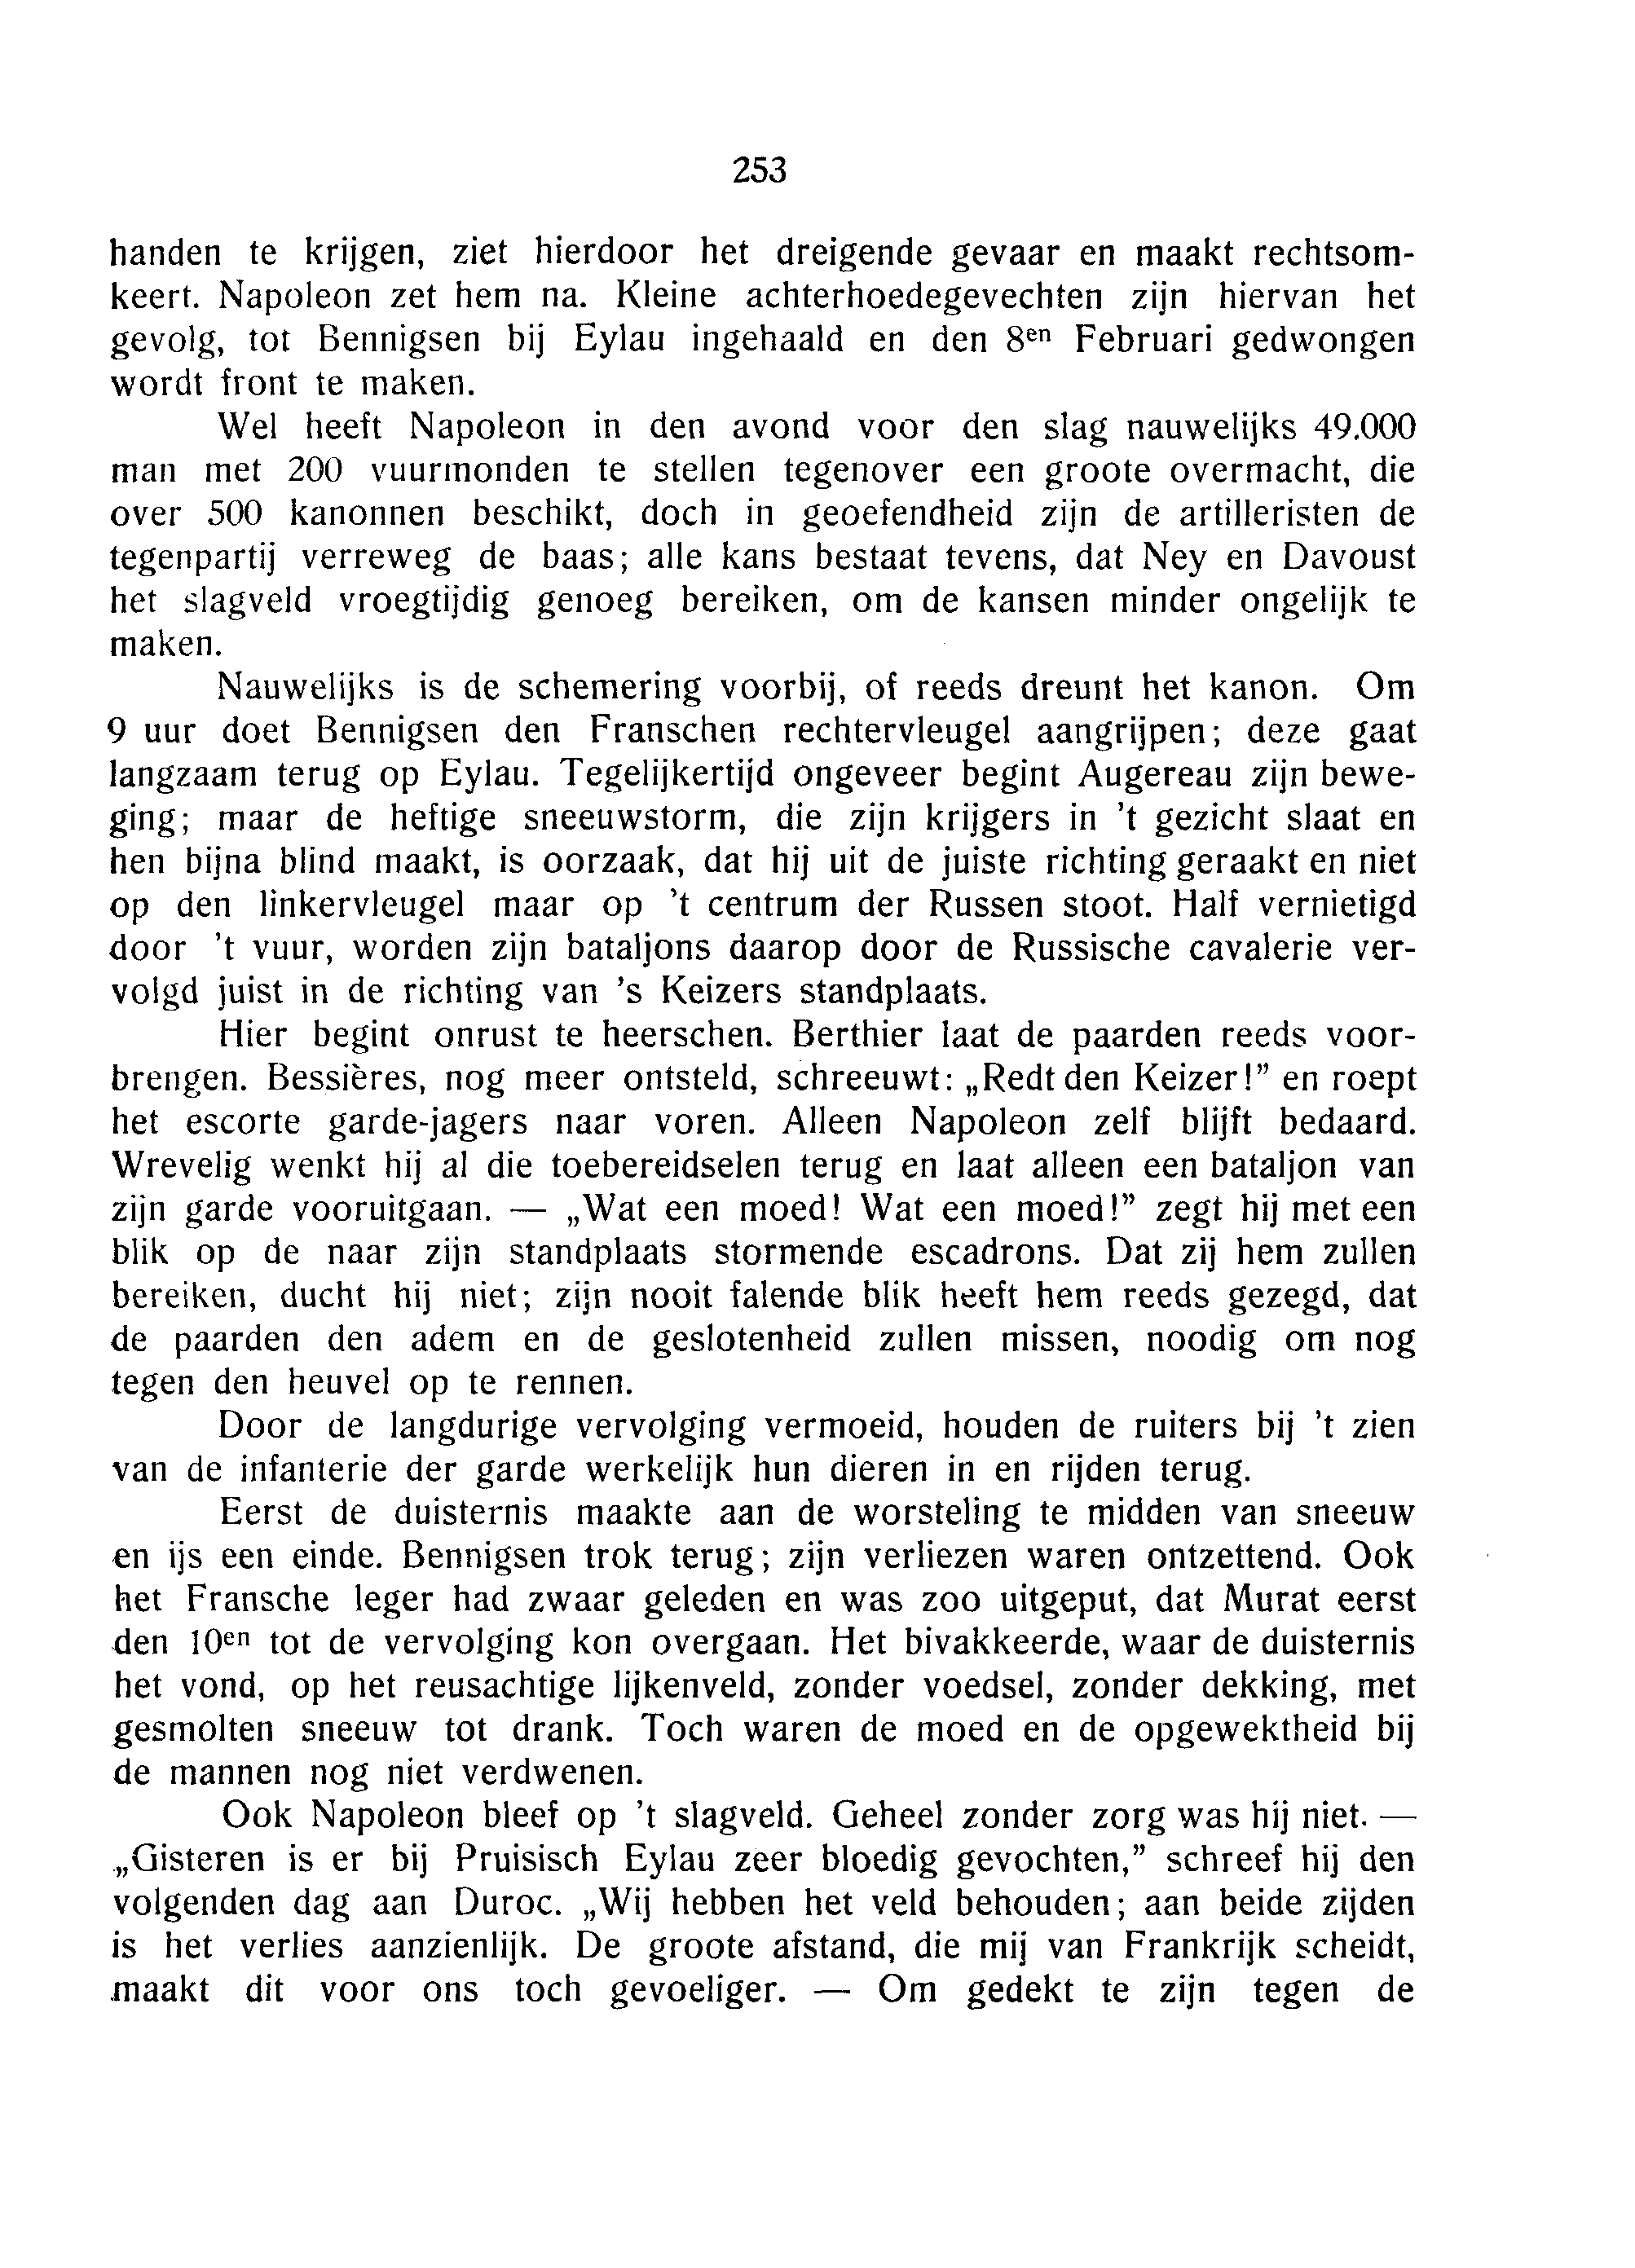 253
handen te krijgen, ziet hierdoor het dreigende gevaar en maakt rechtsom-
keert. Napoleon zet hem na. Kleine achterhoedegevechten zijn hiervan het
gevolg, tot Bennigsen bij Eylau ingehaald en den 8en Februari gedwongen
wordt front te maken.
Wel heeft Napoleon in den avond voor den slag nauwelijks 49.000
man met 200 vuurmonden te stellen tegenover een groote overmacht, die
over 500 kanonnen beschikt, doch in geoefendheid zijn de artilleristen de
tegenpartij verreweg de baas; alle kans bestaat tevens, dat Ney en Davoust
het slagveld vroegtijdig genoeg bereiken, om de kansen minder ongelijk te
maken.
Nauwelijks is de schemering voorbij, of reeds dreunt het kanon. Om
9 uur doet Bennigsen den Franschen rechtervleugel aangrijpen; deze gaat
langzaam terug op Eylau. Tegelijkertijd ongeveer begint Augereau zijn bewe-
ging; maar de heftige sneeuwstorm, die zijn krijgers in 't gezicht slaat en
hen bijna blind maakt, is oorzaak, dat hij uit de juiste richting geraakt en niet
op den linkervleugel maar op 't centrum der Russen stoot. Half vernietigd
door 't vuur, worden zijn bataljons daarop door de Russische cavalerie ver-
volgd juist in de richting van 's Keizers standplaats.
Hier begint onrust te heerschen. Berthier laat de paarden reeds voor-
brengen. Bessières, nog meer ontsteld, schreeuwt: „Redt den Keizer!” en roept
het escorte garde-jagers naar voren. Alleen Napoleon zelf blijft bedaard.
Wrevelig wenkt hij al die toebereidselen terug en laat alleen een bataljon van
zijn garde vooruitgaan. — „Wat een moed! Wat een moed!” zegt hij met een
blik op de naar zijn standplaats stormende escadrons. Dat zij hem zullen
bereiken, ducht hij niet; zijn nooit falende blik heeft hem reeds gezegd, dat
de paarden den adem en de geslotenheid zullen missen, noodig om nog
tegen den heuvel op te rennen.
Door de langdurige vervolging vermoeid, houden de ruiters bij 't zien
van de infanterie der garde werkelijk hun dieren in en rijden terug.
Eerst de duisternis maakte aan de worsteling te midden van sneeuw
en ijs een einde. Bennigsen trok terug; zijn verliezen waren ontzettend. Ook
het Fransche leger had zwaar geleden en was zoo uitgeput, dat Murat eerst
den 10en tot de vervolging kon overgaan. Het bivakkeerde, waar de duisternis
het vond, op het reusachtige lijkenveld, zonder voedsel, zonder dekking, met
gesmolten sneeuw tot drank. Toch waren de moed en de opgewektheid bij
de mannen nog niet verdwenen.
Ook Napoleon bleef op 't slagveld. Geheel zonder zorg was hij niet. —
„Gisteren is er bij Pruisisch Eylau zeer bloedig gevochten,” schreef hij den
volgenden dag aan Duroc. „Wij hebben het veld behouden; aan beide zijden
is het verlies aanzienlijk. De groote afstand, die mij van Frankrijk scheidt,
maakt dit voor ons toch gevoeliger. — Om gedekt te zijn tegen de